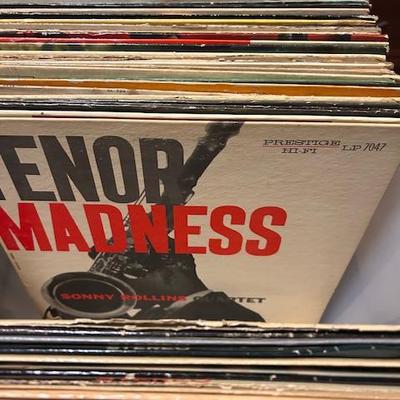 TENOR
MADNESS
PRESTIGE
HI-FI LP 7047
SONNY ROLLINS QUARTET